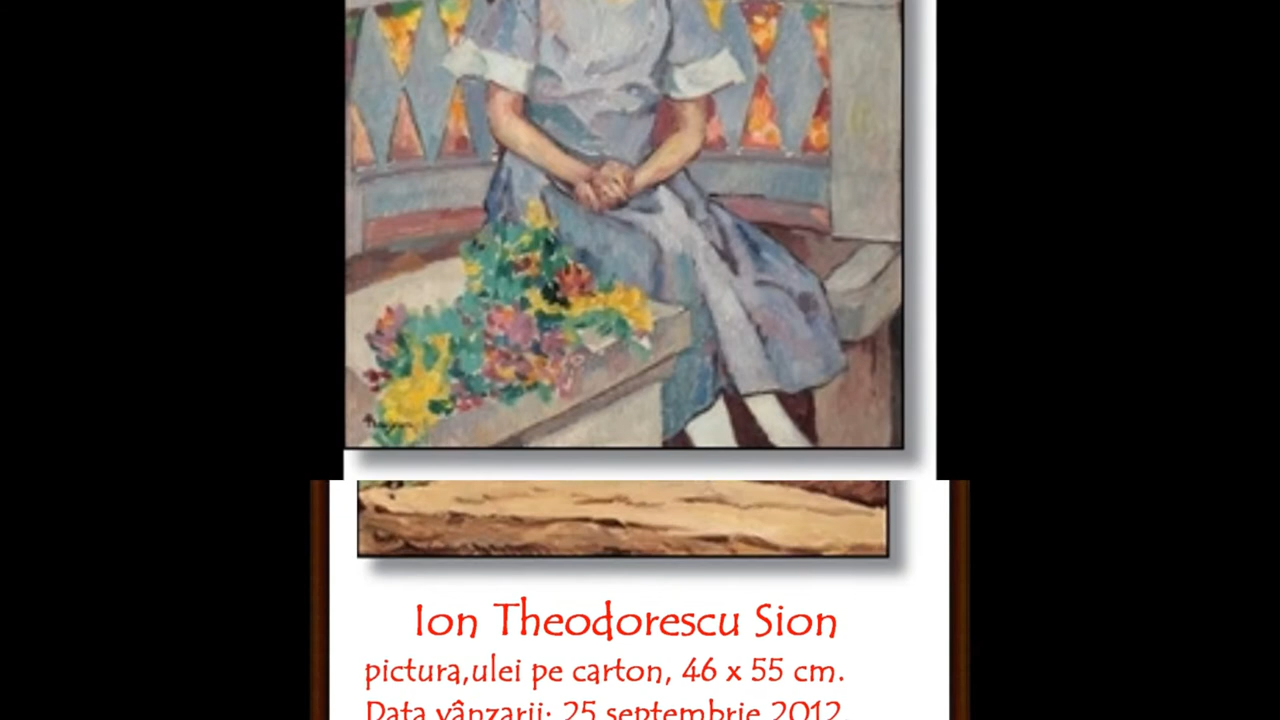 Ion Theodorescu Sion
pictura,ulei pe carton, 46 x 55 cm.
Data vânzarii: 25 septembrie 2012